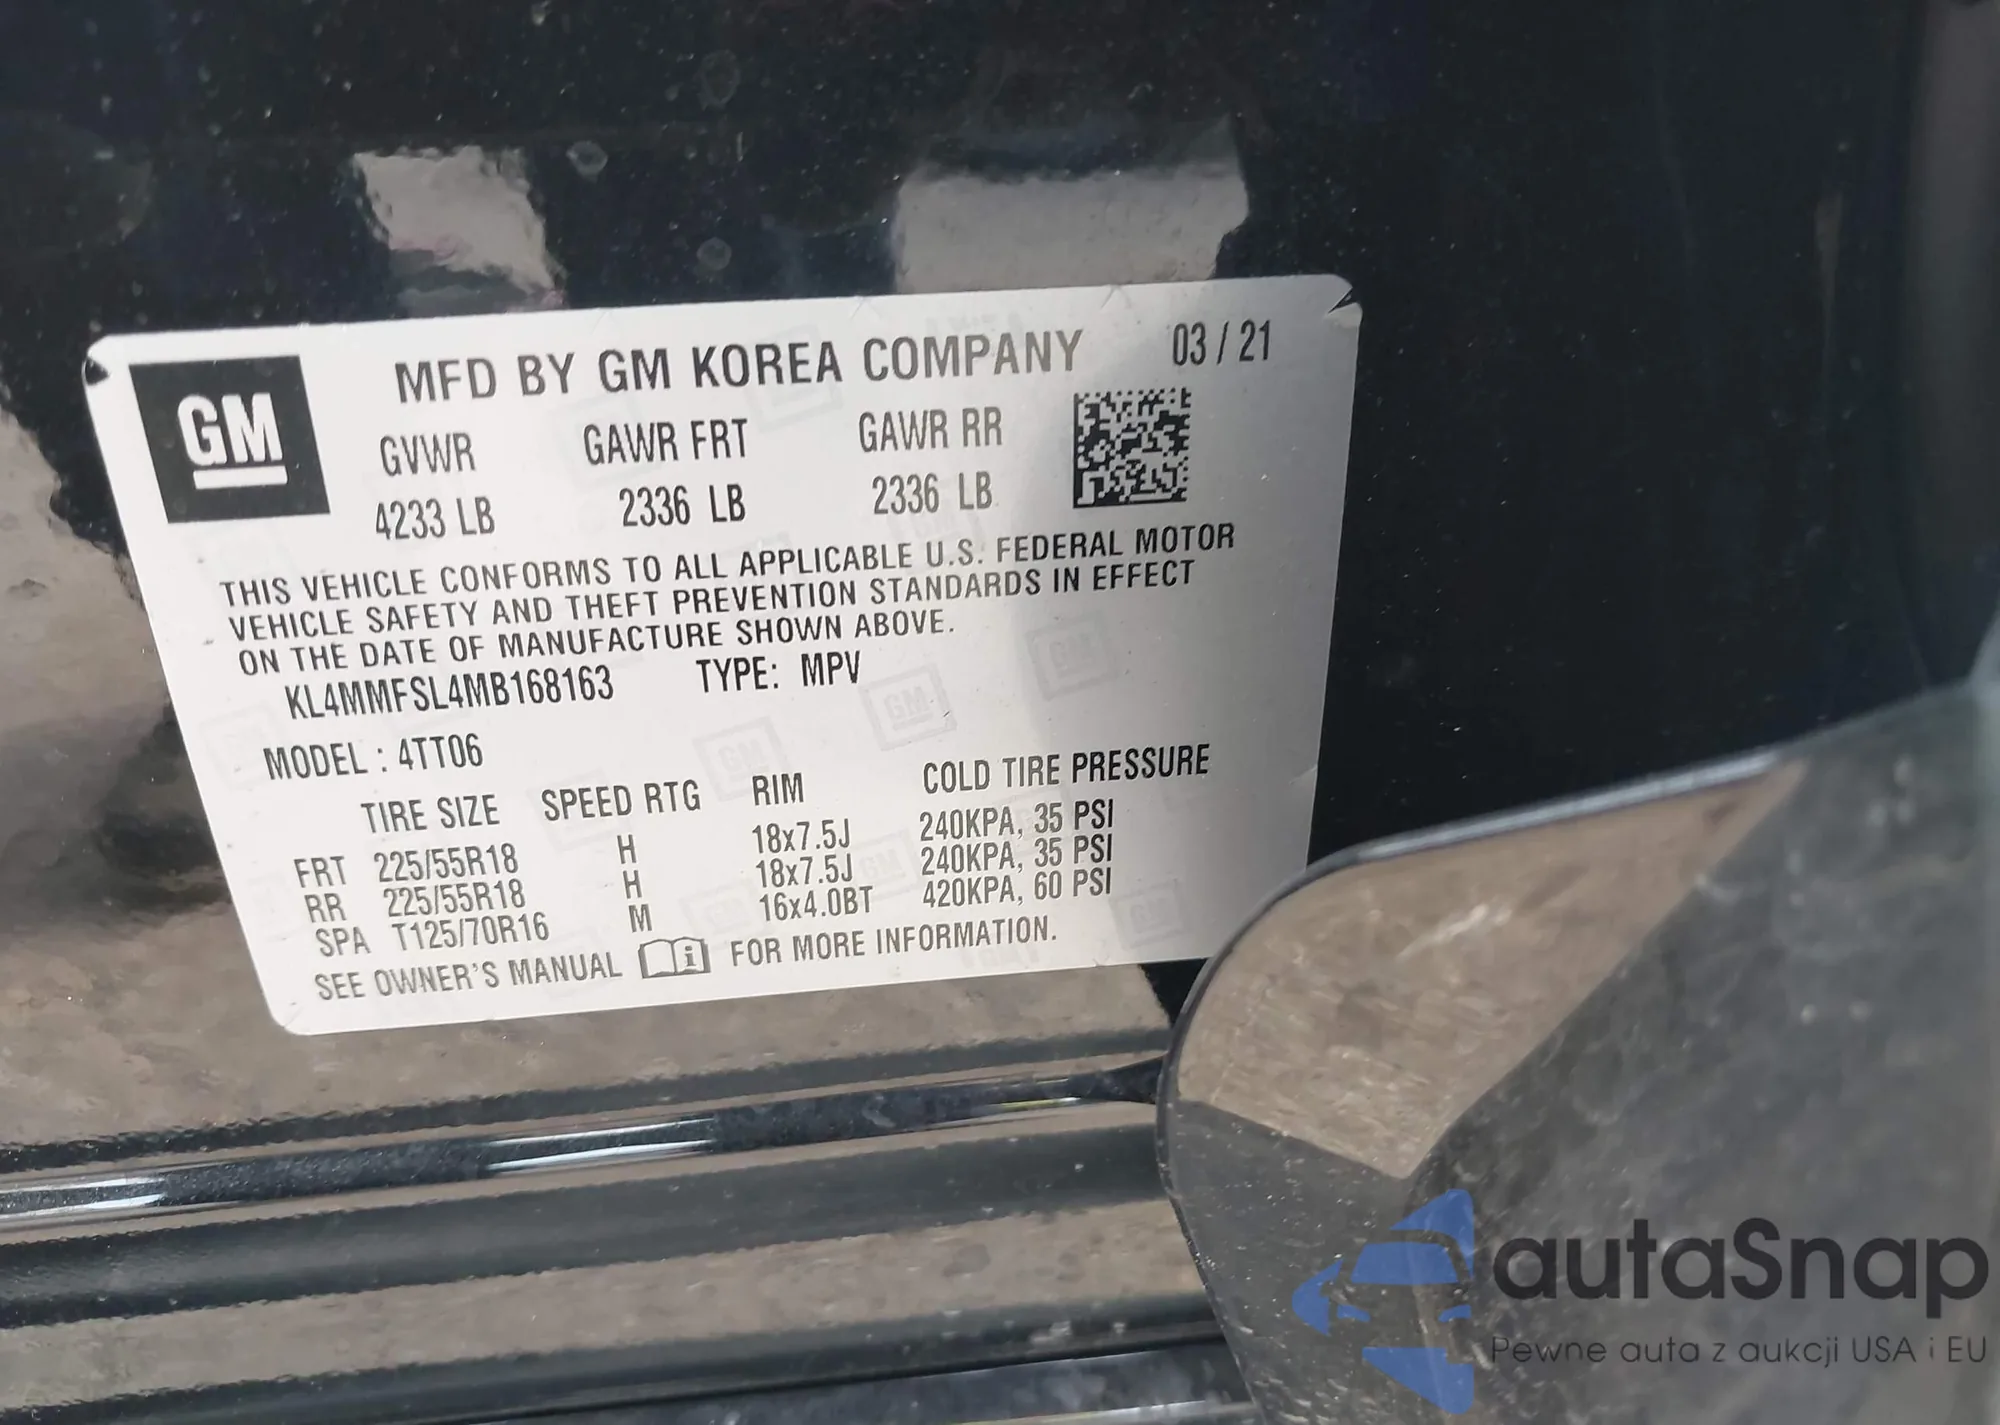 MFD BY GM KOREA COMPANY 03 / 21
GM
GVWR GAWR FRT GAWR RR
4233 LB 2336 LB 2336 LB
THIS VEHICLE CONFORMS TO ALL APPLICABLE U.S. FEDERAL MOTOR
VEHICLE SAFETY AND THEFT PREVENTION STANDARDS IN EFFECT
ON THE DATE OF MANUFACTURE SHOWN ABOVE.
KL4MMFSL4MB168163 TYPE: MPV
MODEL : 4TT06
TIRE SIZE SPEED RTG RIM COLD TIRE PRESSURE
FRT 225/55R18 H 18x7.5J 240KPA, 35 PSI
RR 225/55R18 H 18x7.5J 240KPA, 35 PSI
SPA T125/70R16 M 16x4.0BT 420KPA, 60 PSI
SEE OWNER'S MANUAL FOR MORE INFORMATION.
autaSnap
Pewne auta z aukcji USA i EU